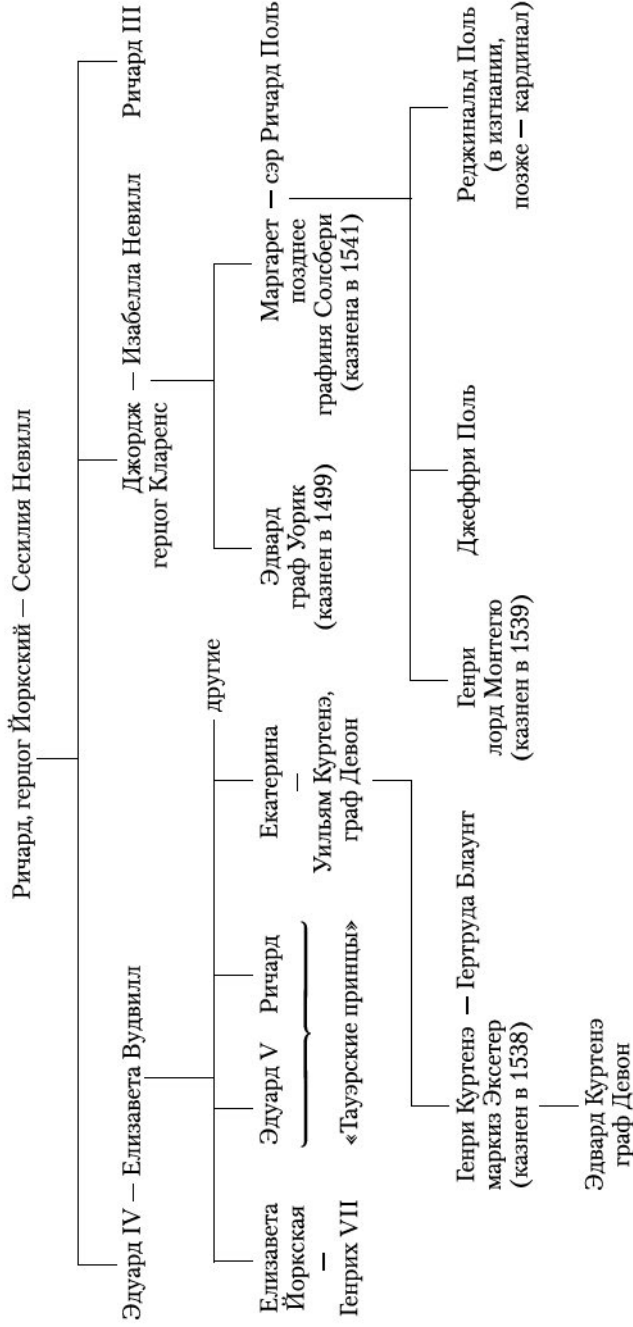 Ричард, герцог Йоркский — Сесилия Невилл
Эдуард IV — Елизавета Вудвилл
Джордж — Изабелла Невилл
герцог Кларенс
Ричард III
Елизавета
Йоркская
—
Генрих VII
Эдуард V Ричард
«Тауэрские принцы»
Екатерина
—
Уильям Куртенэ,
граф Девон
другие
Эдвард
граф Уорик
(казнен в 1499)
Маргарет — сэр Ричард Поль
позднее
графиня Солсбери
(казнена в 1541)
Генри Куртенэ — Гертруда Блаунт
маркиз Эксетер
(казнен в 1538)
Генри
лорд Монтегю
(казнен в 1539)
Джеффри Поль
Реджинальд Поль
(в изгнании,
позже — кардинал)
Эдвард Куртенэ
граф Девон